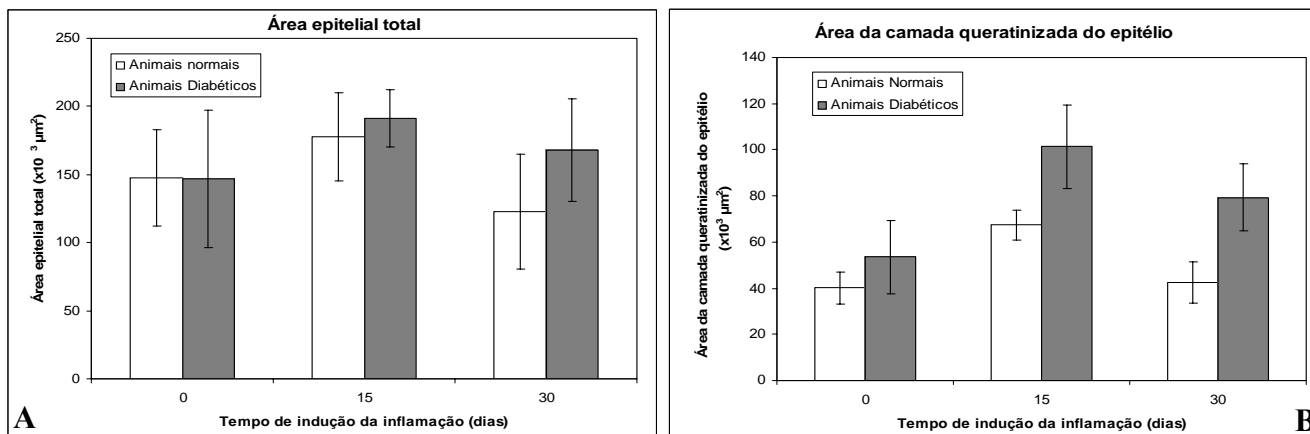 Área epitelial total
250
200
150
100
50
0
Área epitelial total (x10 ³ µm²)
Animais normais
Animais Diabéticos
0 15 30
Tempo de indução da inflamação (dias)
A
Área da camada queratinizada do epitélio
140
120
100
80
60
40
20
0
Área da camada queratinizada do epitélio
(x10³ µm²)
Animais Normais
Animais Diabéticos
0 15 30
Tempo de indução da inflamação (dias)
B